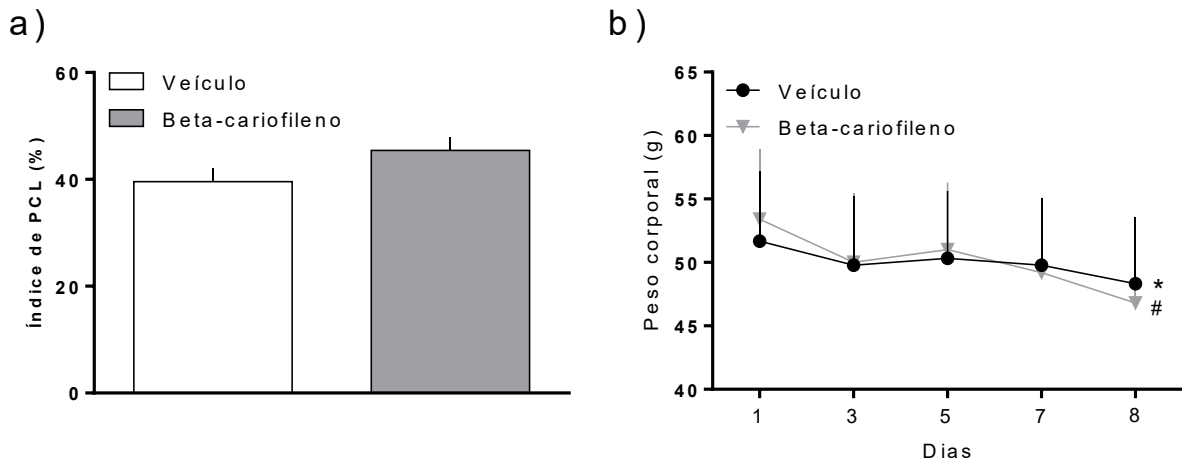 a)
Índice de PCL (%)
60
40
20
0
Veículo
Beta-cariofileno
b)
Peso corporal (g)
65
60
55
50
45
40
Veículo
Beta-cariofileno
*
#
1 3 5 7 8
Dias